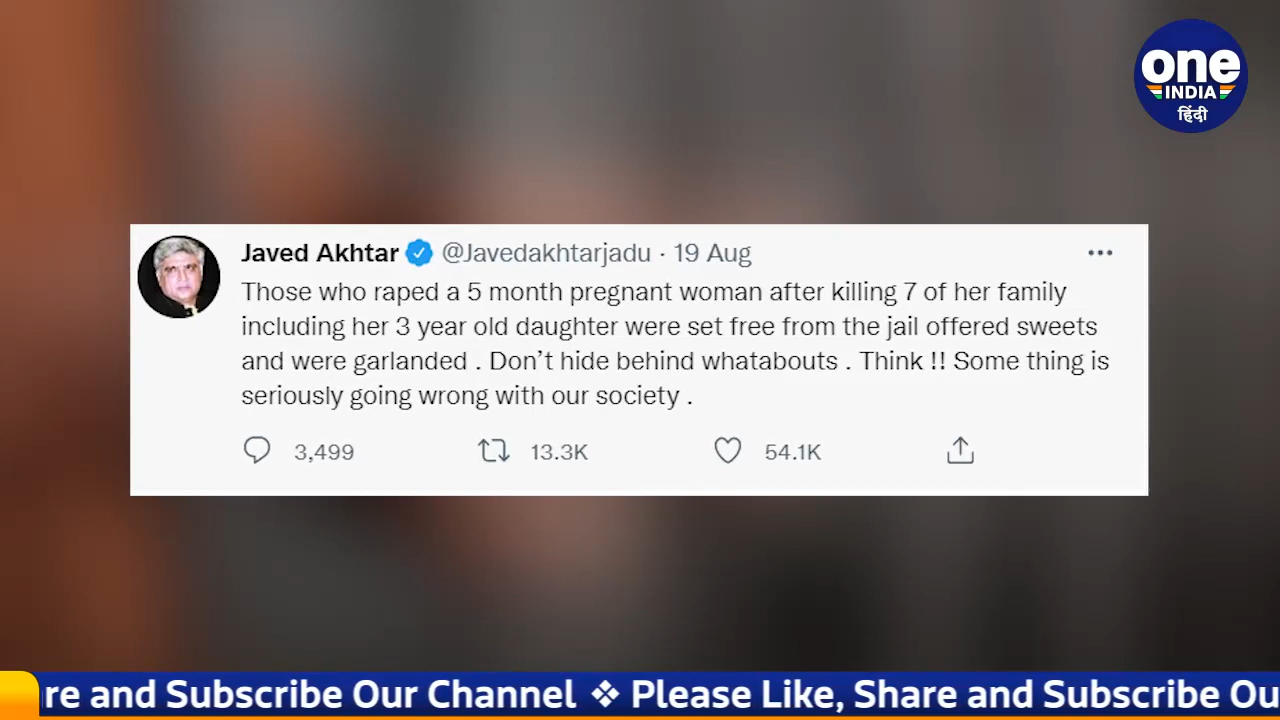 one
INDIA
हिंदी
Javed Akhtar @Javedakhtarjadu · 19 Aug
Those who raped a 5 month pregnant woman after killing 7 of her family
including her 3 year old daughter were set free from the jail offered sweets
and were garlanded . Don’t hide behind whatabouts . Think !! Some thing is
seriously going wrong with our society .
3,499 13.3K 54.1K
re and Subscribe Our Channel ❖ Please Like, Share and Subscribe Ou